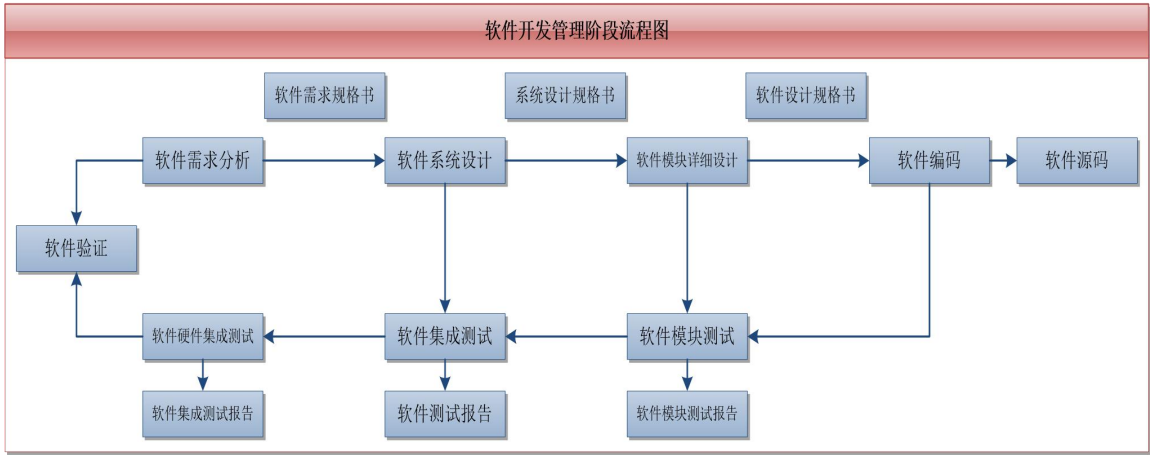 软件开发管理阶段流程图
软件需求规格书
系统设计规格书
软件设计规格书
软件需求分析
软件系统设计
软件模块详细设计
软件编码
软件源码
软件验证
软件硬件集成测试
软件集成测试
软件模块测试
软件集成测试报告
软件测试报告
软件模块测试报告